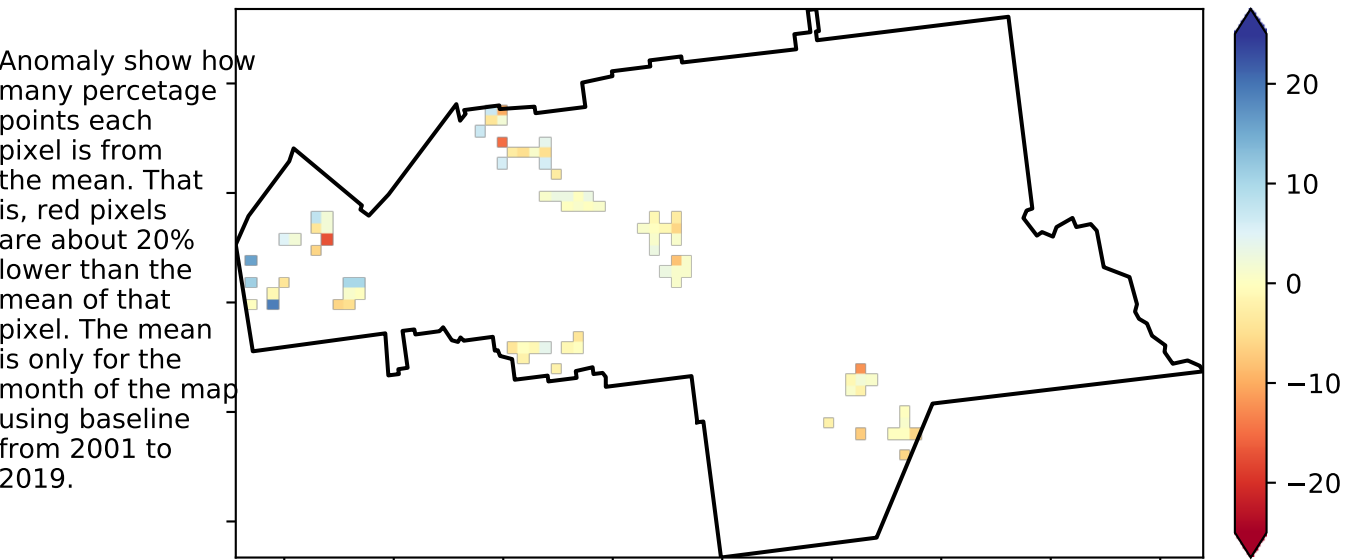 Anomaly show how
many percetage
points each
pixel is from
the mean. That
is, red pixels
are about 20%
lower than the
mean of that
pixel. The mean
is only for the
month of the map
using baseline
from 2001 to
2019.
20
10
0
−10
−20